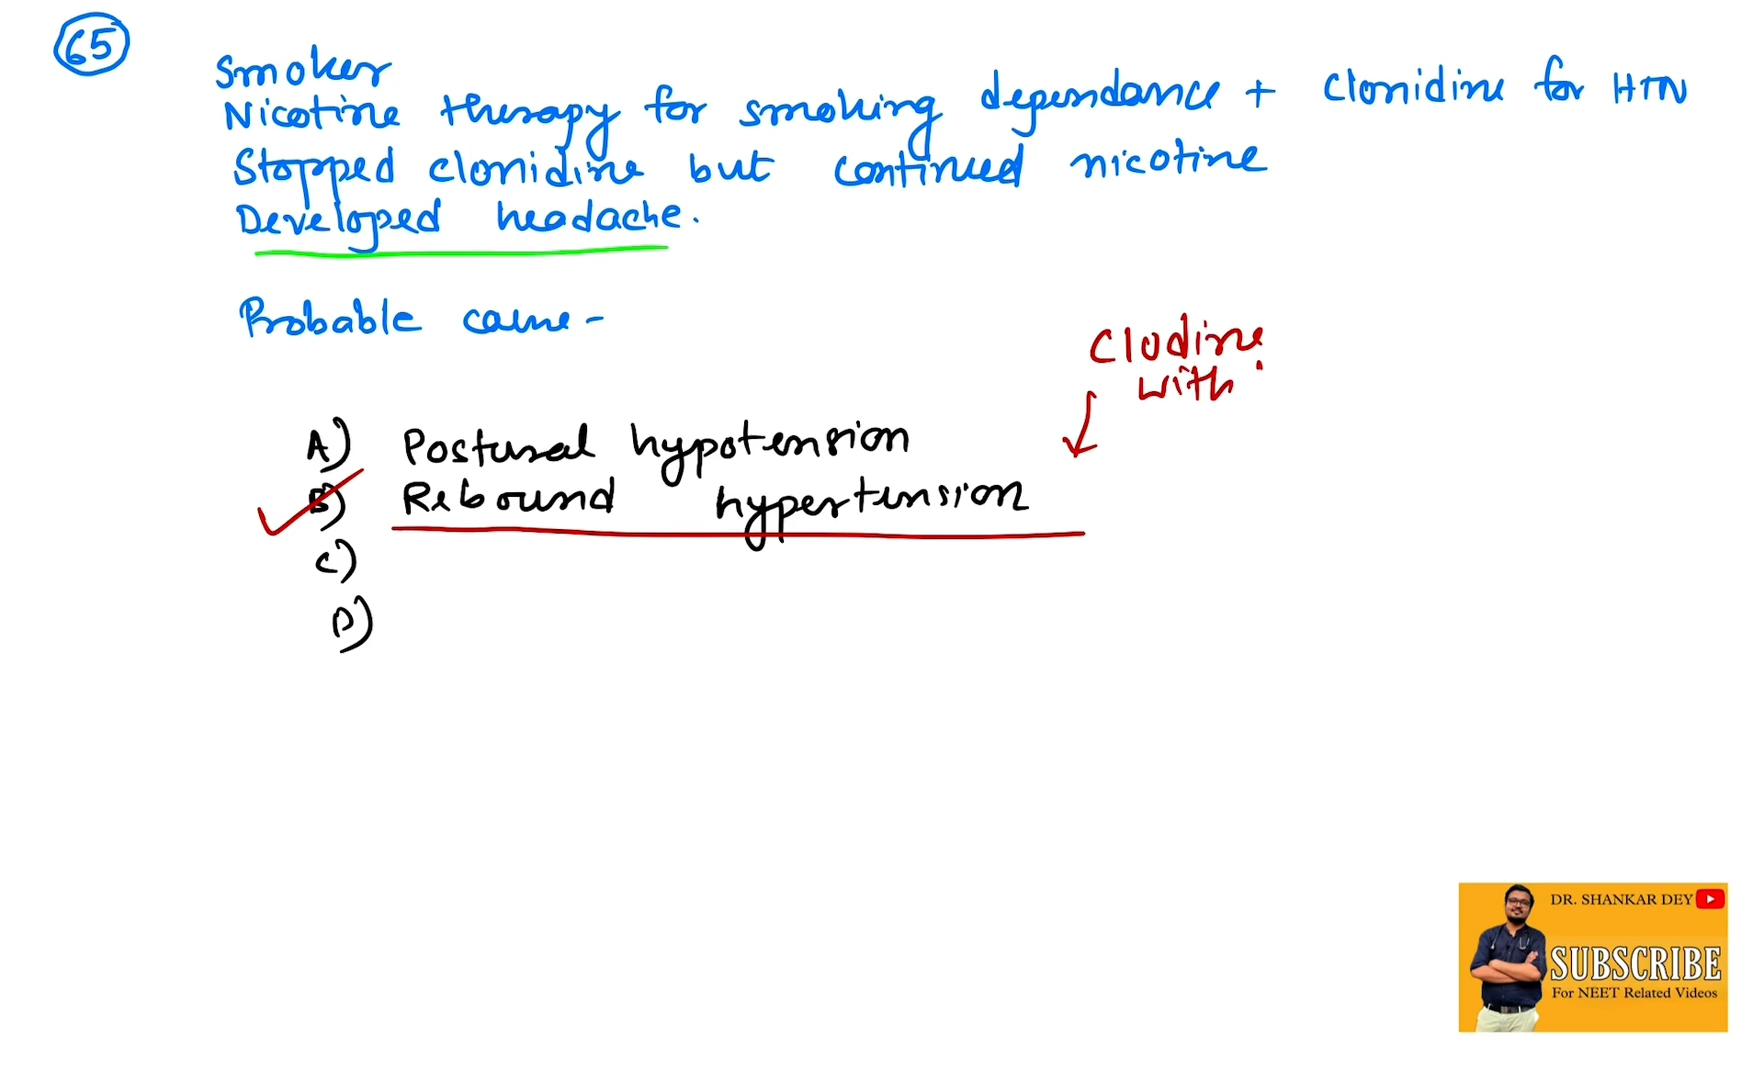 65
Smoker
Nicotine therapy for smoking dependance + Clonidine for HTN
Stopped clonidine but continued nicotine
Developed headache.
Probable cause -
Cludine
with.
A) Postural hypotension
B) Rebound hypertension
C)
D)
DR. SHANKAR DEY
SUBSCRIBE
For NEET Related Videos